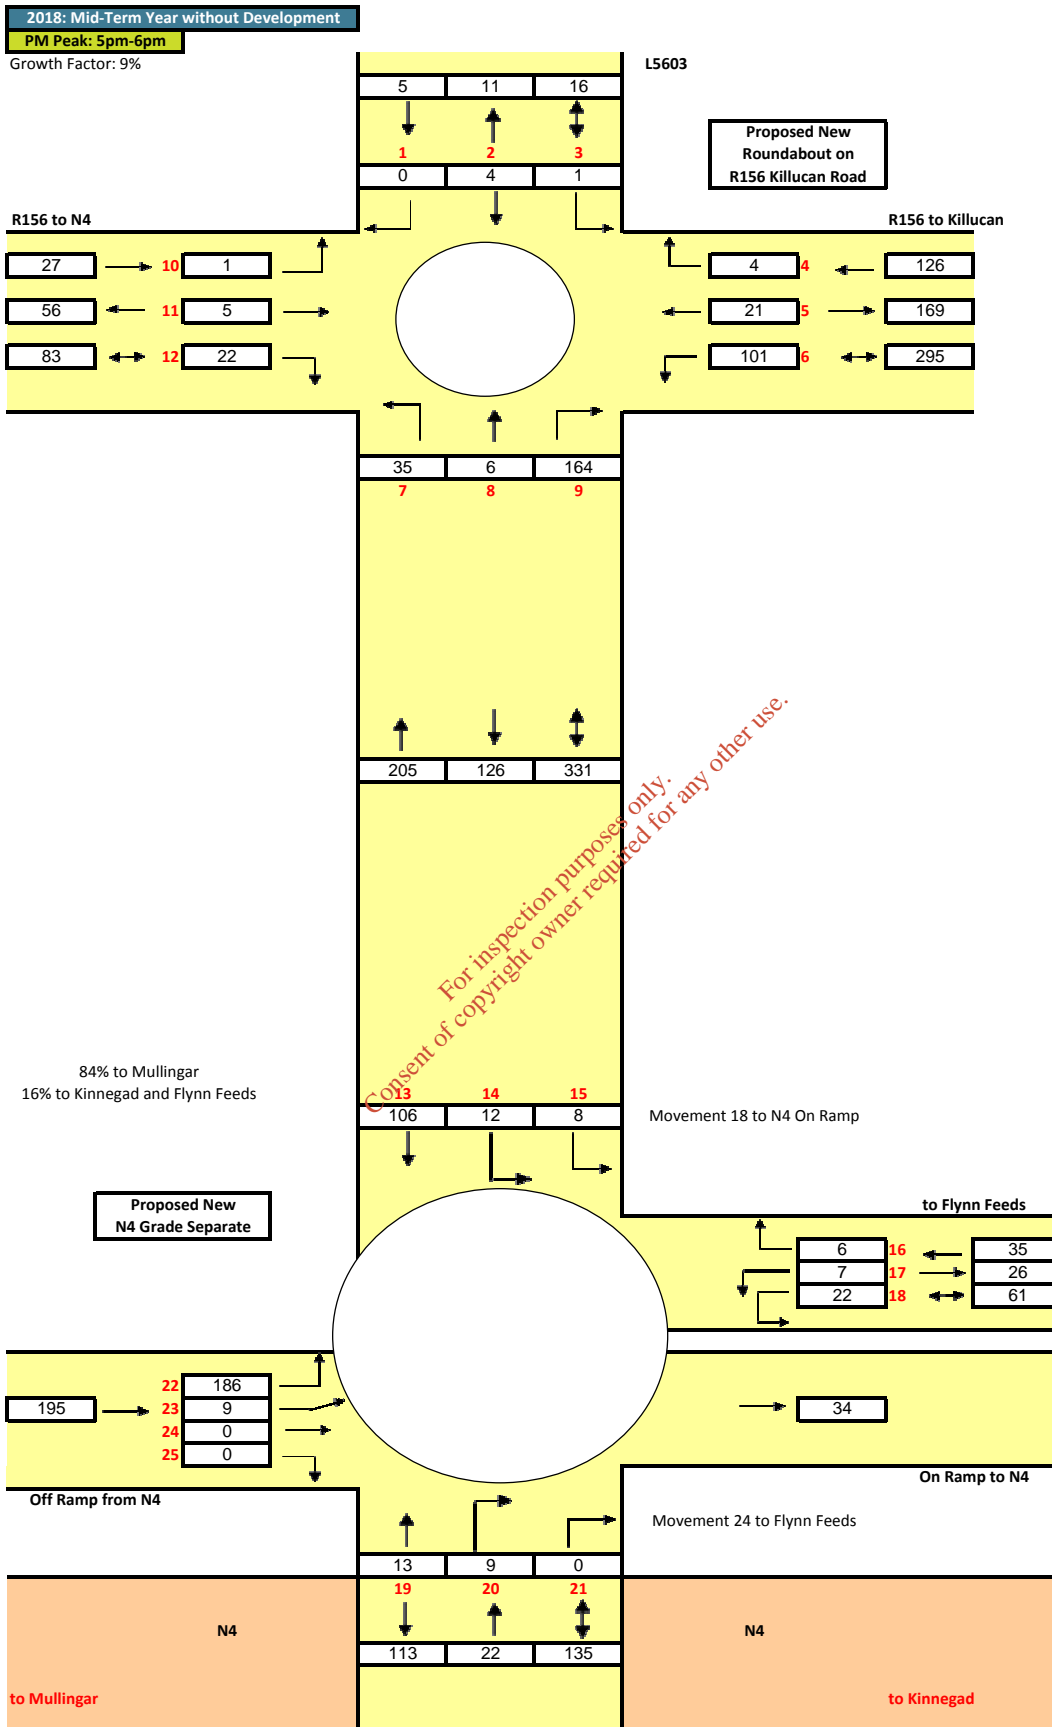 2018: Mid-Term Year without Development
PM Peak: 5pm-6pm
Growth Factor: 9%
L5603
5 11 16
1 2 3
0 4 1
Proposed New
Roundabout on
R156 Killucan Road
R156 to N4
R156 to Killucan
27 10 1 4 4 126
56 11 5 21 5 169
83 12 22 101 6 295
35 6 164
7 8 9
205 126 331
For inspection purposes only.
Consent of copyright owner required for any other use.
84% to Mullingar
16% to Kinnegad and Flynn Feeds
13 14 15
106 12 8
Movement 18 to N4 On Ramp
Proposed New
N4 Grade Separate
to Flynn Feeds
6 16 35
7 17 26
22 18 61
22 186
195 23 9 34
24 0
25 0
On Ramp to N4
Off Ramp from N4
Movement 24 to Flynn Feeds
13 9 0
19 20 21
N4 N4
113 22 135
to Mullingar
to Kinnegad